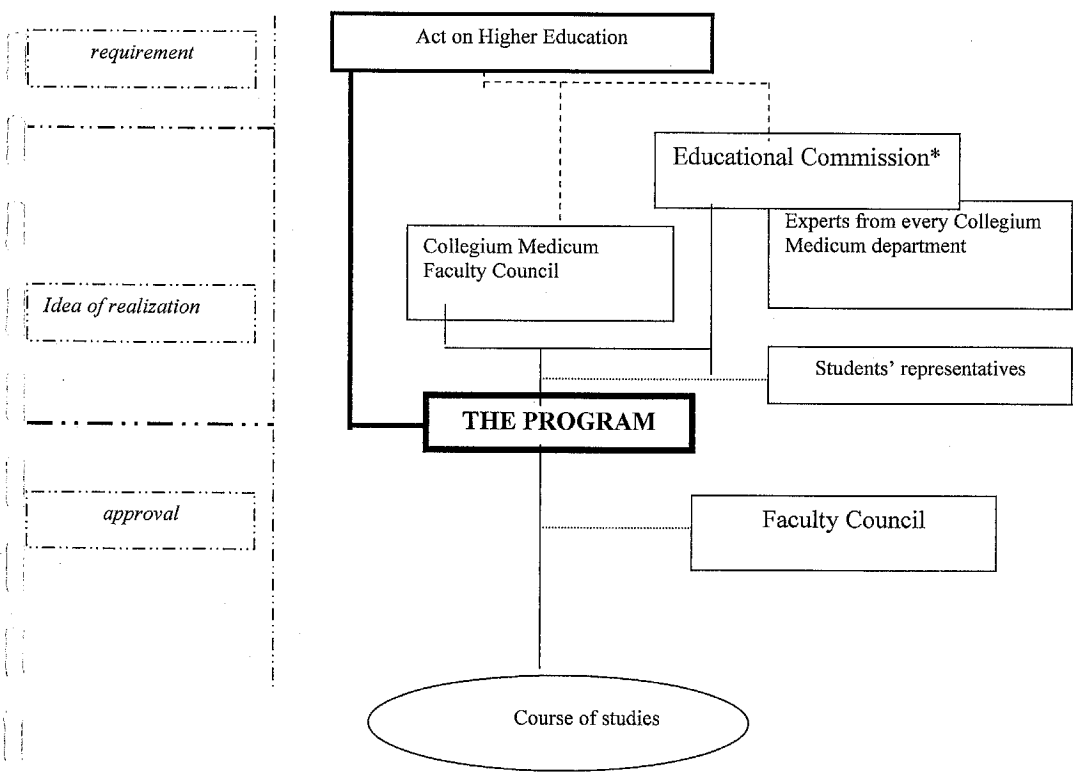 requirement
Act on Higher Education
Educational Commission*
Experts from every Collegium
Medicum department
Collegium Medicum
Faculty Council
Idea of realization
Students' representatives
THE PROGRAM
approval
Faculty Council
Course of studies